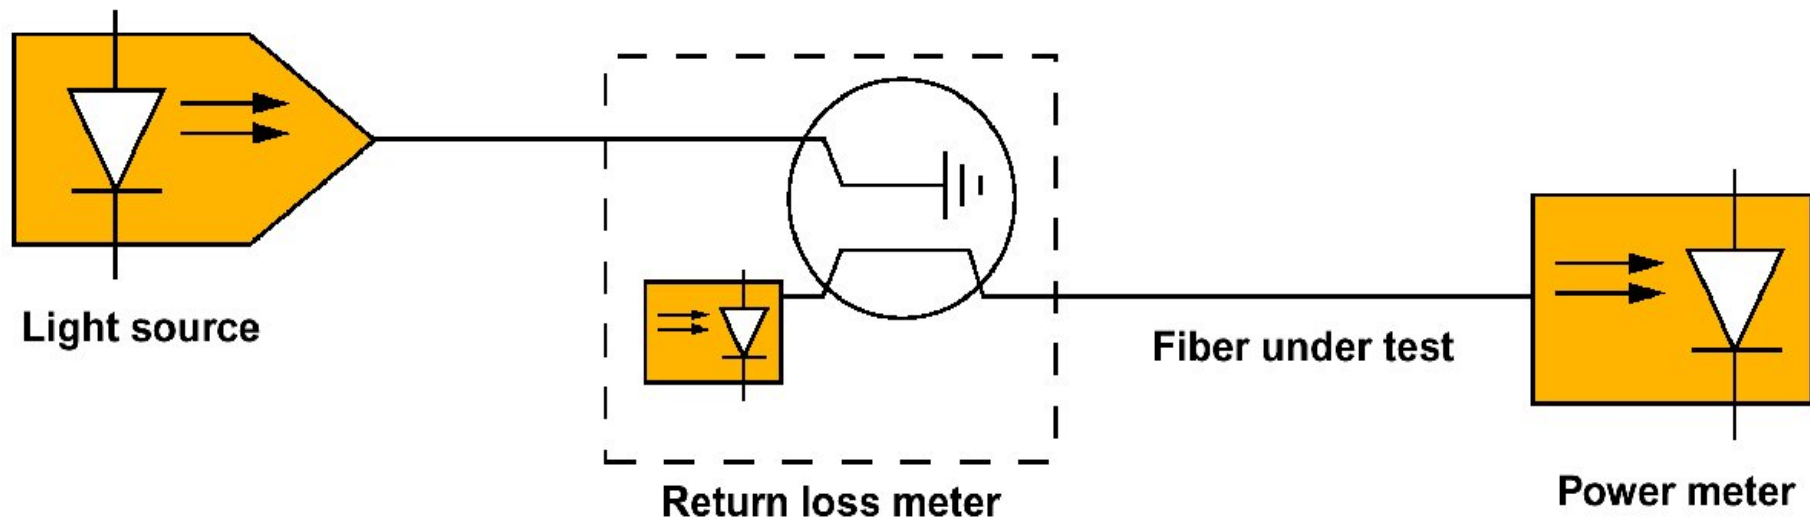 Light source
Fiber under test
Return loss meter
Power meter